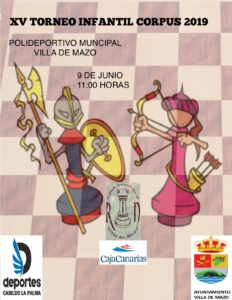 XV TORNEO INFANTIL CORPUS 2019
POLIDEPORTIVO MUNCIPAL
VILLA DE MAZO
9 DE JUNIO
11:00 HORAS
CajaCanarias
deportes
CABILDO LA PALMA
AYUNTAMIENTO
VILLA DE MAZO